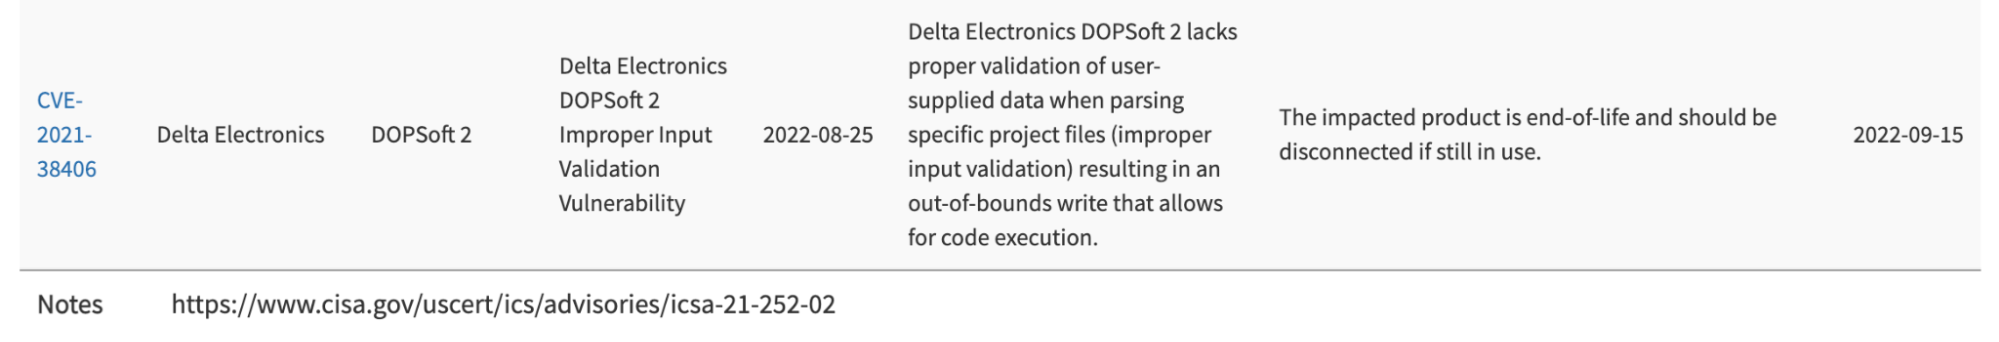 CVE-
2021-
38406
Delta Electronics
DOPSoft 2
Delta Electronics
DOPSoft 2
Improper Input
Validation
Vulnerability
2022-08-25
Delta Electronics DOPSoft 2 lacks
proper validation of user-
supplied data when parsing
specific project files (improper
input validation) resulting in an
out-of-bounds write that allows
for code execution.
The impacted product is end-of-life and should be
disconnected if still in use.
2022-09-15
Notes
https://www.cisa.gov/uscert/ics/advisories/icsa-21-252-02